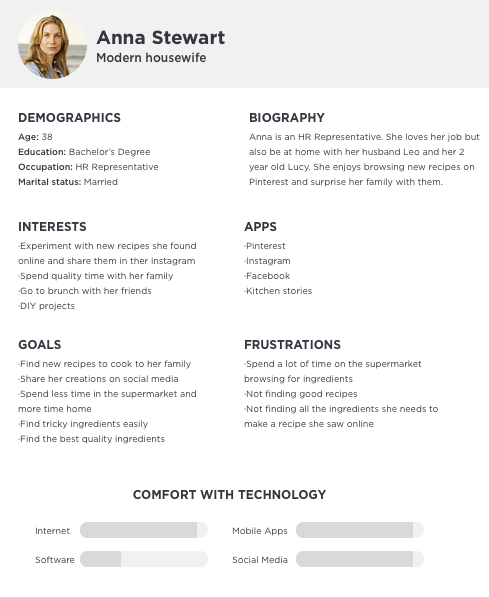 Anna Stewart
Modern housewife
DEMOGRAPHICS
Age: 38
Education: Bachelor's Degree
Occupation: HR Representative
Marital status: Married
BIOGRAPHY
Anna is an HR Representative. She loves her job but
also be at home with her husband Leo and her 2
year old Lucy. She enjoys browsing new recipes on
Pinterest and surprise her family with them.
INTERESTS
·Experiment with new recipes she found
online and share them in ther instagram
·Spend quality time with her family
·Go to brunch with her friends
·DIY projects
APPS
·Pinterest
·Instagram
·Facebook
·Kitchen stories
GOALS
·Find new recipes to cook to her family
·Share her creations on social media
·Spend less time in the supermarket and
more time home
·Find tricky ingredients easily
·Find the best quality ingredients
FRUSTRATIONS
·Spend a lot of time on the supermarket
browsing for ingredients
·Not finding good recipes
·Not finding all the ingredients she needs to
make a recipe she saw online
COMFORT WITH TECHNOLOGY
Internet
Mobile Apps
Software
Social Media